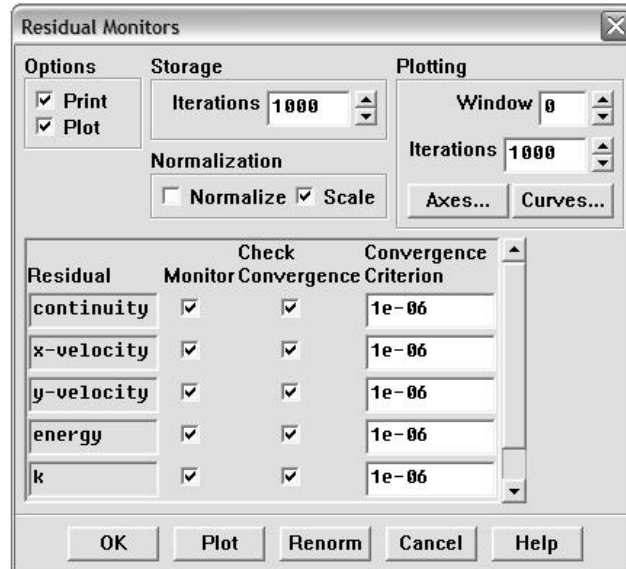 Residual Monitors
Options
Print
Plot
Storage
Iterations 1000
Normalization
Normalize Scale
Plotting
Window 0
Iterations 1000
Axes... Curves...
Residual Monitor Check Convergence Convergence Criterion
continuity 1e-06
x-velocity 1e-06
y-velocity 1e-06
energy 1e-06
k 1e-06
OK Plot Renorm Cancel Help